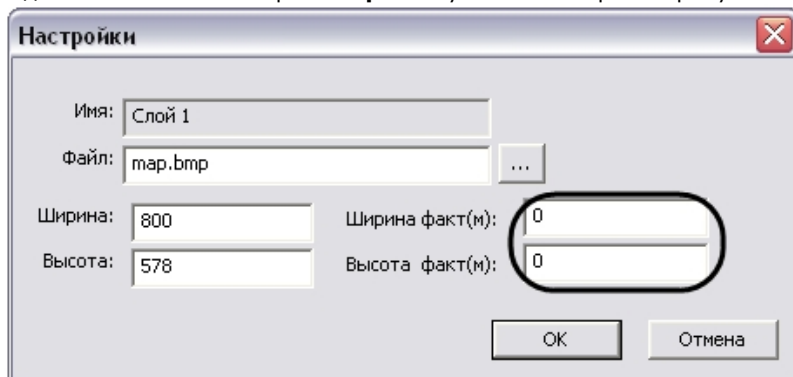 Настройки
Имя: Слой 1
Файл: map.bmp ...
Ширина: 800 Ширина факт(м): 0
Высота: 578 Высота факт(м): 0
OK Отмена